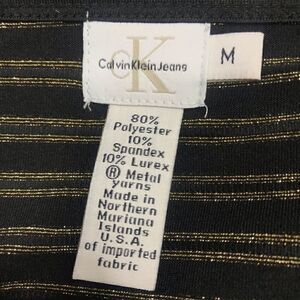 cK
Calvin Klein Jeans
M
80%
Polyester
10%
Spandex
10% Lurex
® Metal
yarns
Made in
Northern
Mariana
Islands
U.S.A.
of imported
fabric